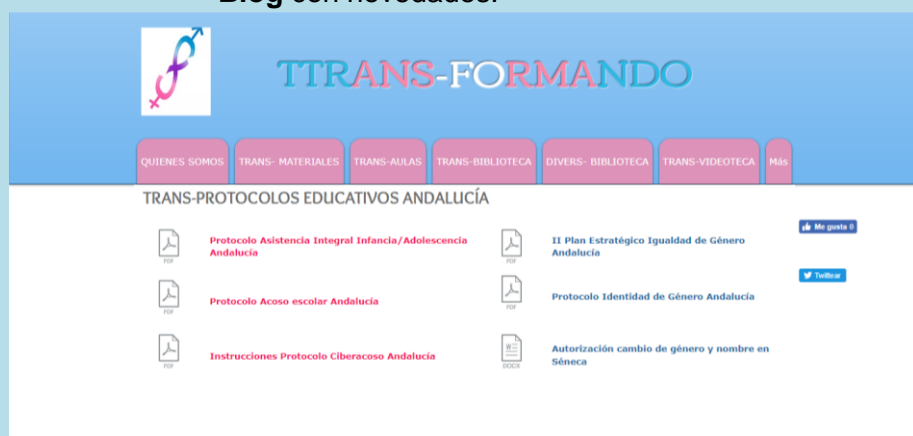 Blog con novedades.
TTRANS-FORMANDO
QUIENES SOMOS TRANS- MATERIALES TRANS-AULAS TRANS-BIBLIOTECA DIVERS- BIBLIOTECA TRANS-VIDEOTECA Más
TRANS-PROTOCOLOS EDUCATIVOS ANDALUCÍA
Me gusta 0
PDF
Protocolo Asistencia Integral Infancia/Adolescencia
Andalucía
PDF
II Plan Estratégico Igualdad de Género
Andalucía
Twittear
PDF
Protocolo Acoso escolar Andalucía
PDF
Protocolo Identidad de Género Andalucía
PDF
Instrucciones Protocolo Ciberacoso Andalucía
W
DOCX
Autorización cambio de género y nombre en
Séneca